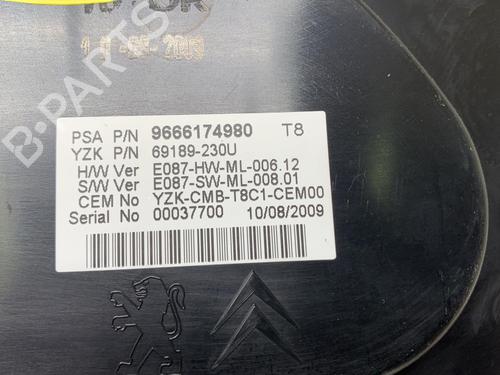 PSA P/N 9666174980 T8
YZK P/N 69189-230U
H/W Ver E087-HW-ML-006.12
S/W Ver E087-SW-ML-008.01
CEM No YZK-CMB-T8C1-CEM00
Serial No 00037700 10/08/2009
B-PARTS